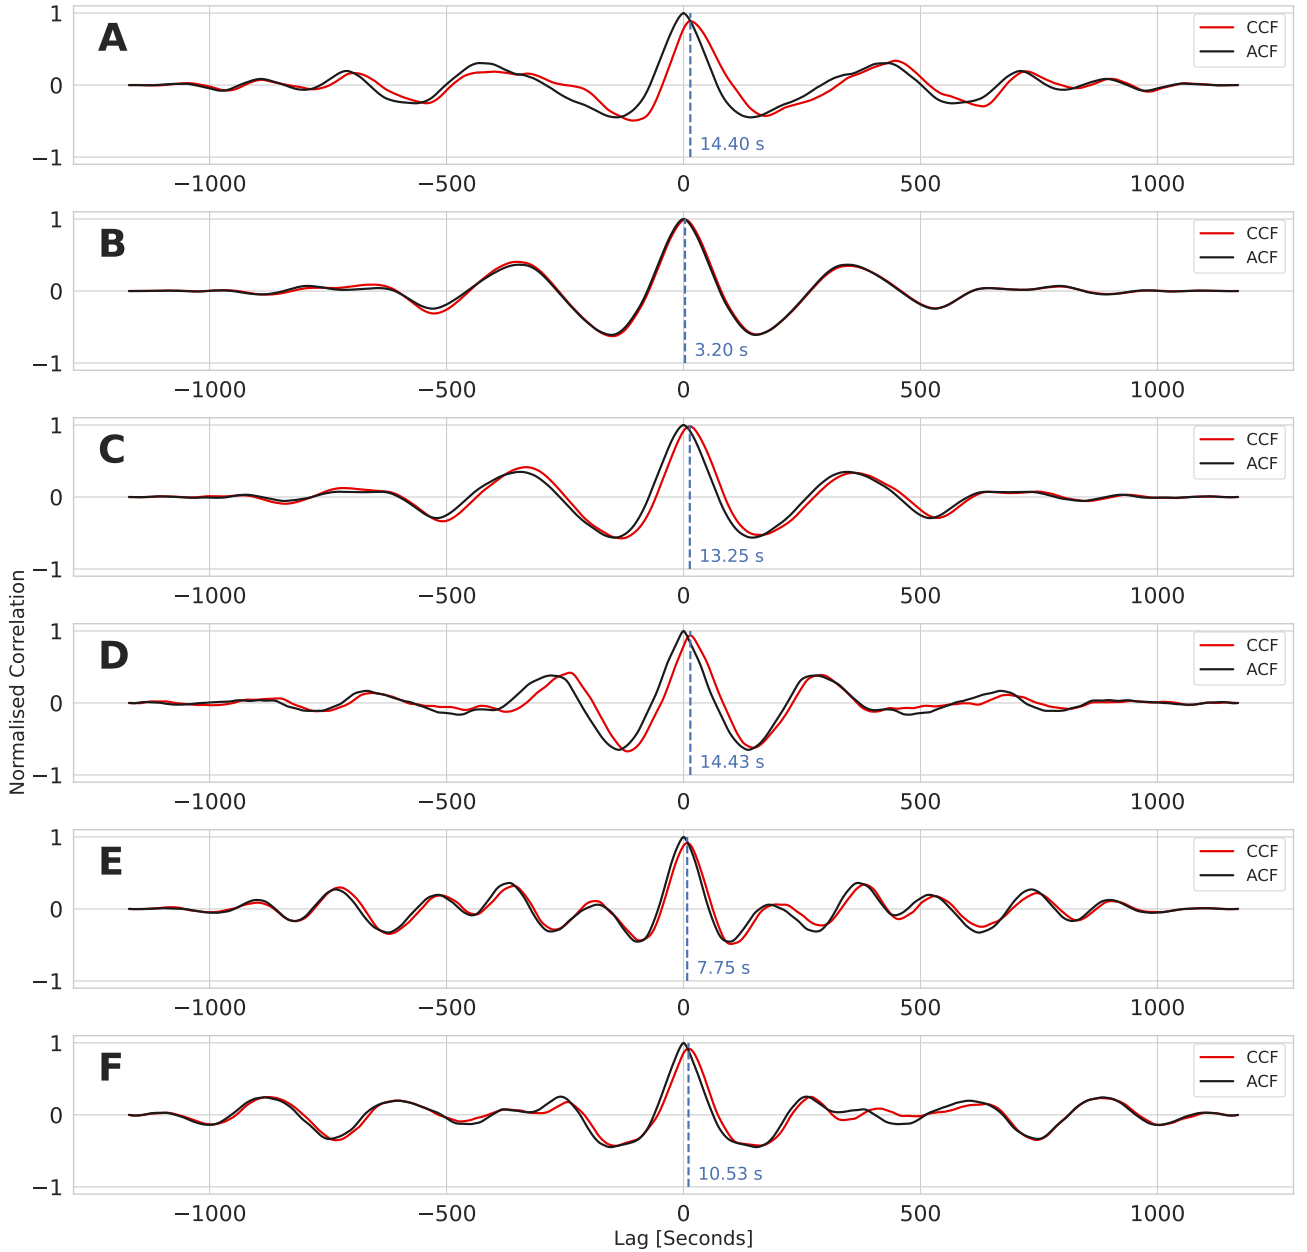 A
1
0
−1
CCF
ACF
14.40 s
−1000 −500 0 500 1000
B
1
0
−1
CCF
ACF
3.20 s
−1000 −500 0 500 1000
C
1
0
−1
CCF
ACF
13.25 s
−1000 −500 0 500 1000
Normalised Correlation
D
1
0
−1
CCF
ACF
14.43 s
−1000 −500 0 500 1000
E
1
0
−1
CCF
ACF
7.75 s
−1000 −500 0 500 1000
F
1
0
−1
CCF
ACF
10.53 s
−1000 −500 0 500 1000
Lag [Seconds]